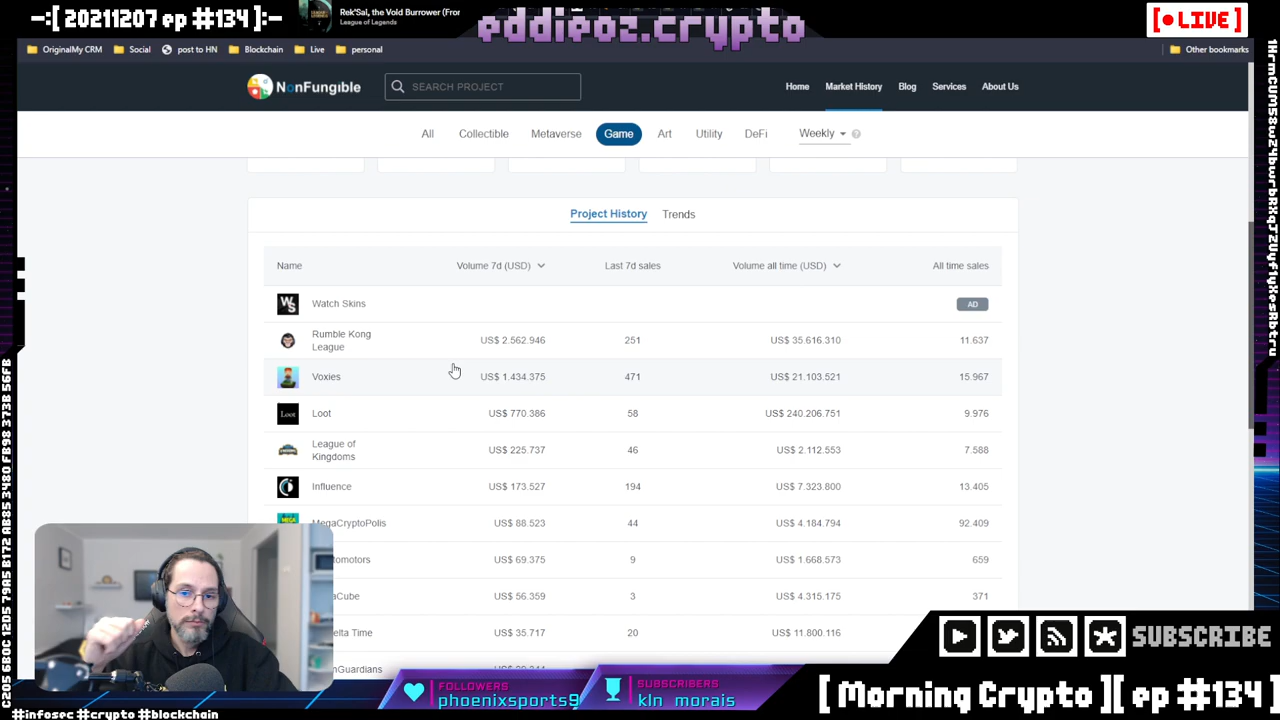 -:[ 20211207 ep #134 ]:-
Rek'Sai, the Void Burrower (Fror
League of Legends
eddieoz.crypto
[ ● LIVE ]
OriginalMy CRM
Social
post to HN
Blockchain
Live
personal
Other bookmarks
NonFungible
SEARCH PROJECT
Home
Market History
Blog
Services
About Us
All
Collectible
Metaverse
Game
Art
Utility
DeFi
Weekly
Project History
Trends
Name
Volume 7d (USD)
Last 7d sales
Volume all time (USD)
All time sales
Watch Skins
AD
Rumble Kong
League
US$ 2.562.946
251
US$ 35.616.310
11.637
Voxies
US$ 1.434.375
471
US$ 21.103.521
15.967
Loot
Loot
US$ 770.386
58
US$ 240.206.751
9.976
League of
Kingdoms
US$ 225.737
46
US$ 2.112.553
7.588
Influence
US$ 173.527
194
US$ 7.323.800
13.405
MEGA
MegaCryptoPolis
US$ 88.523
44
US$ 4.184.794
92.409
omotors
US$ 69.375
9
US$ 1.668.573
659
aCube
US$ 56.359
3
US$ 4.315.175
371
elta Time
US$ 35.717
20
US$ 11.800.116
nGuardians
SUBSCRIBE
FOLLOWERS
phoenixsports9
SUBSCRIBERS
kln morais
[ Morning Crypto ][ ep #134 ]
#infosec #crypto #blockchain